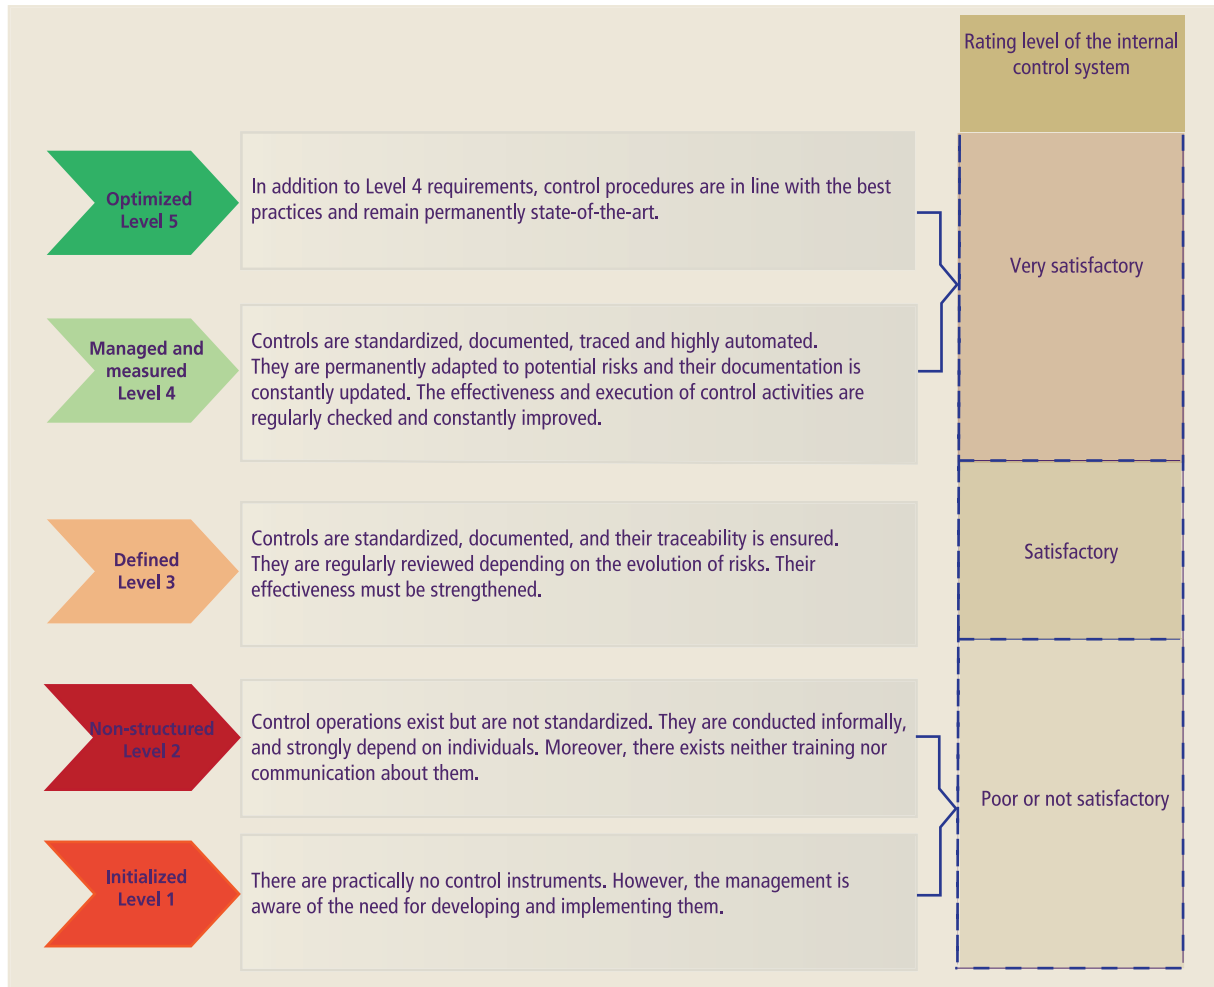 Rating level of the internal
control system
Optimized
Level 5
In addition to Level 4 requirements, control procedures are in line with the best
practices and remain permanently state-of-the-art.
Very satisfactory
Managed and
measured
Level 4
Controls are standardized, documented, traced and highly automated.
They are permanently adapted to potential risks and their documentation is
constantly updated. The effectiveness and execution of control activities are
regularly checked and constantly improved.
Defined
Level 3
Controls are standardized, documented, and their traceability is ensured.
They are regularly reviewed depending on the evolution of risks. Their
effectiveness must be strengthened.
Satisfactory
Non-structured
Level 2
Control operations exist but are not standardized. They are conducted informally,
and strongly depend on individuals. Moreover, there exists neither training nor
communication about them.
Poor or not satisfactory
Initialized
Level 1
There are practically no control instruments. However, the management is
aware of the need for developing and implementing them.